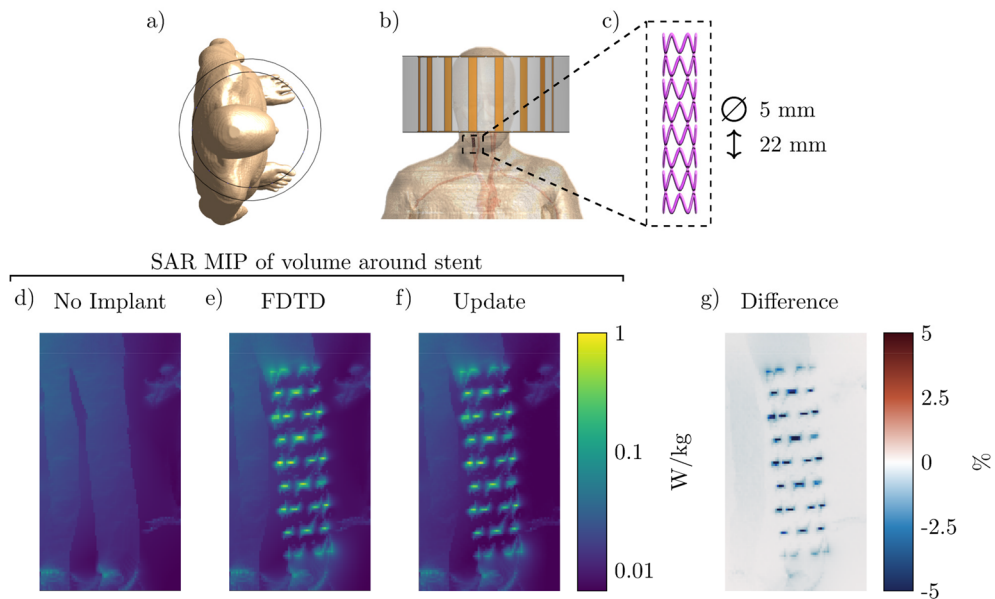 a)
b)
c)
5 mm
22 mm
SAR MIP of volume around stent
d) No Implant
e) FDTD
f) Update
g) Difference
1
0.1
0.01
W/kg
5
2.5
0
-2.5
-5
%